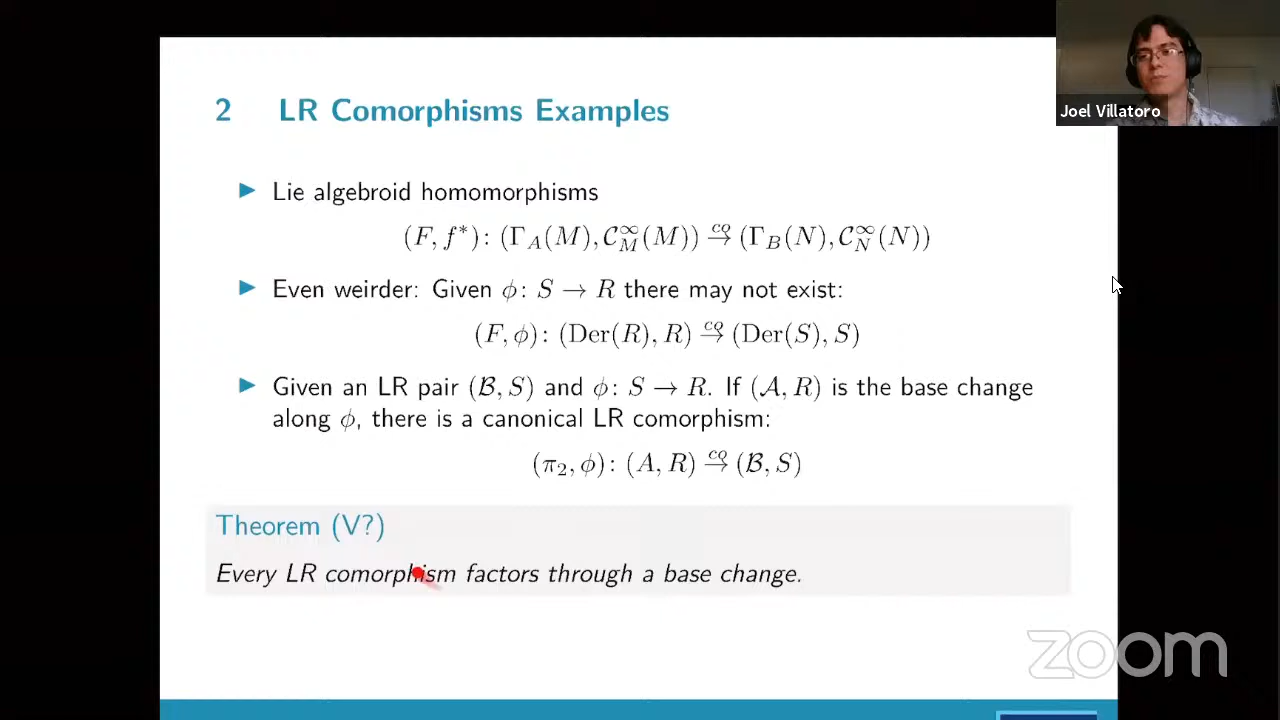 Joel Villatoro
2 LR Comorphisms Examples
▶ Lie algebroid homomorphisms
(F, f*): (Γ_A(M), C^∞_M(M)) →^{co} (Γ_B(N), C^∞_N(N))
▶ Even weirder: Given ϕ: S → R there may not exist:
(F, ϕ): (Der(R), R) →^{co} (Der(S), S)
▶ Given an LR pair (ℬ, S) and ϕ: S → R. If (𝒜, R) is the base change
along ϕ, there is a canonical LR comorphism:
(π₂, ϕ): (A, R) →^{co} (ℬ, S)
Theorem (V?)
Every LR comorphism factors through a base change.
zoom